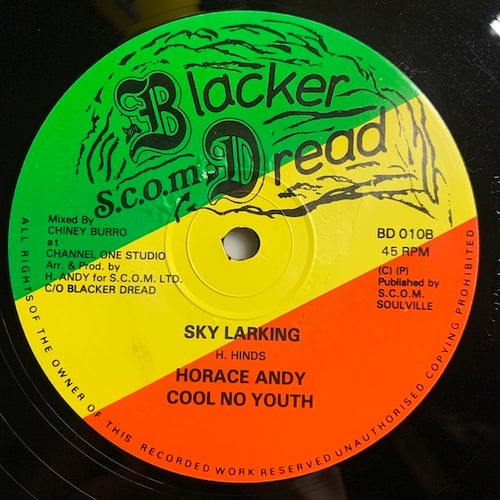 Blacker
S.c.o.m. Dread
Mixed By
CHINEY BURRO
at
CHANNEL ONE STUDIO
Arr. & Prod. by
H. ANDY for S.C.O.M. LTD.
C/O BLACKER DREAD
BD 010B
45 RPM
(C) (P)
Published by
S.C.O.M.
SOULVILLE
SKY LARKING
H. HINDS
HORACE ANDY
COOL NO YOUTH
ALL RIGHTS OF THE OWNER OF THIS RECORDED WORK RESERVED UNAUTHORISED COPYING PROHIBITED